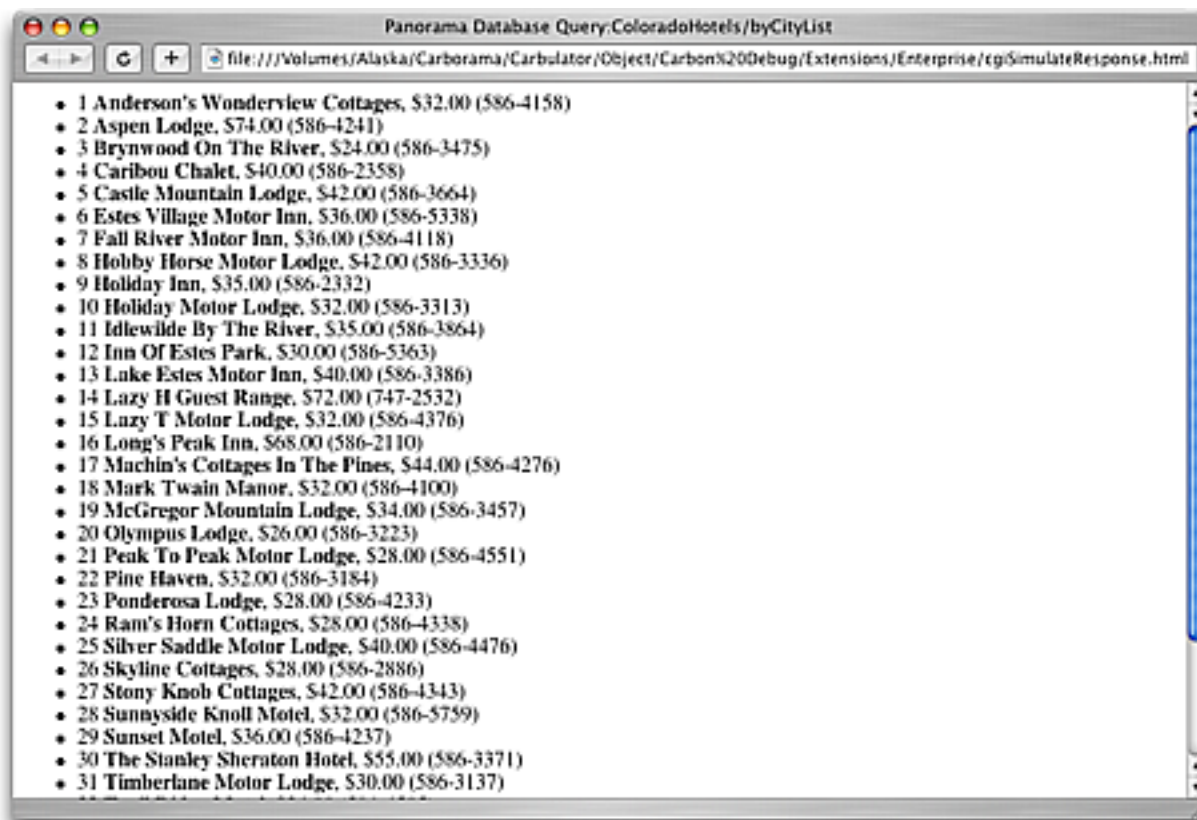 Panorama Database Query:ColoradoHotels/byCityList
file:///Volumes/Alaska/Carborama/Carbulator/Object/Carbon%20Debug/Extensions/Enterprise/cgiSimulateResponse.html
• 1 Anderson's Wonderview Cottages, $32.00 (586-4158)
• 2 Aspen Lodge, $74.00 (586-4241)
• 3 Brynwood On The River, $24.00 (586-3475)
• 4 Caribou Chalet, $40.00 (586-2358)
• 5 Castle Mountain Lodge, $42.00 (586-3664)
• 6 Estes Village Motor Inn, $36.00 (586-5338)
• 7 Fall River Motor Inn, $36.00 (586-4118)
• 8 Hobby Horse Motor Lodge, $42.00 (586-3336)
• 9 Holiday Inn, $35.00 (586-2332)
• 10 Holiday Motor Lodge, $32.00 (586-3313)
• 11 Idlewilde By The River, $35.00 (586-3864)
• 12 Inn Of Estes Park, $30.00 (586-5363)
• 13 Lake Estes Motor Inn, $40.00 (586-3386)
• 14 Lazy H Guest Range, $72.00 (747-2532)
• 15 Lazy T Motor Lodge, $32.00 (586-4376)
• 16 Long's Peak Inn, $68.00 (586-2110)
• 17 Machin's Cottages In The Pines, $44.00 (586-4276)
• 18 Mark Twain Manor, $32.00 (586-4100)
• 19 McGregor Mountain Lodge, $34.00 (586-3457)
• 20 Olympus Lodge, $26.00 (586-3223)
• 21 Peak To Peak Motor Lodge, $28.00 (586-4551)
• 22 Pine Haven, $32.00 (586-3184)
• 23 Ponderosa Lodge, $28.00 (586-4233)
• 24 Ram's Horn Cottages, $28.00 (586-4338)
• 25 Silver Saddle Motor Lodge, $40.00 (586-4476)
• 26 Skyline Cottages, $28.00 (586-2886)
• 27 Stony Knob Cottages, $42.00 (586-4343)
• 28 Sunnyside Knoll Motel, $32.00 (586-5759)
• 29 Sunset Motel, $36.00 (586-4237)
• 30 The Stanley Sheraton Hotel, $55.00 (586-3371)
• 31 Timberlane Motor Lodge, $30.00 (586-3137)